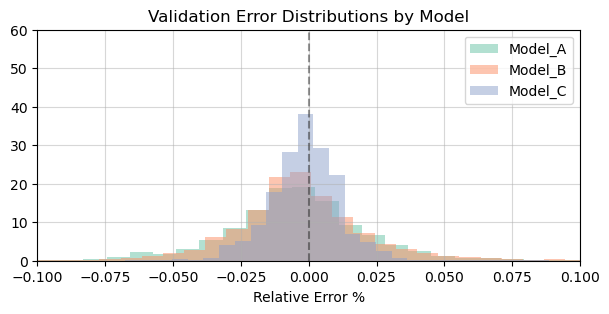 Validation Error Distributions by Model
60
50
40
30
20
10
0
Model_A
Model_B
Model_C
−0.100 −0.075 −0.050 −0.025 0.000 0.025 0.050 0.075 0.100
Relative Error %